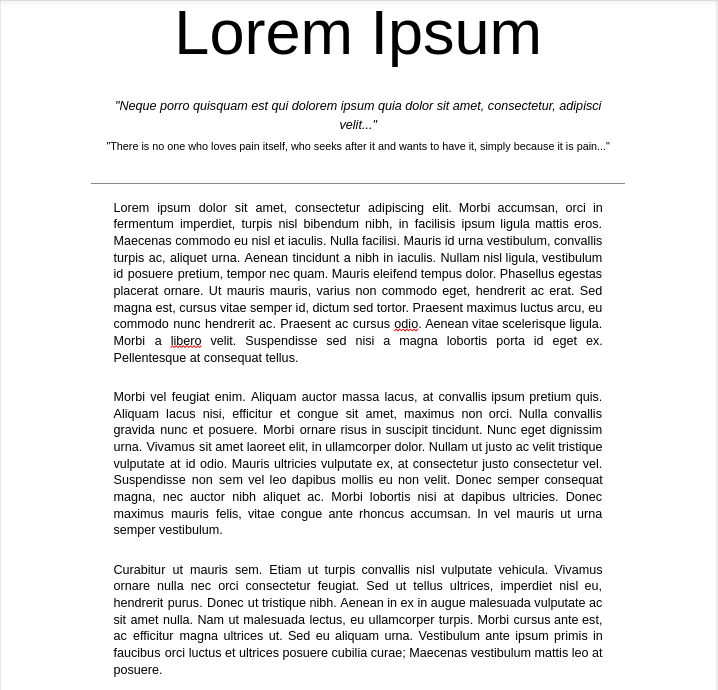 Lorem Ipsum
"Neque porro quisquam est qui dolorem ipsum quia dolor sit amet, consectetur, adipisci
velit..."
"There is no one who loves pain itself, who seeks after it and wants to have it, simply because it is pain..."
Lorem ipsum dolor sit amet, consectetur adipiscing elit. Morbi accumsan, orci in
fermentum imperdiet, turpis nisl bibendum nibh, in facilisis ipsum ligula mattis eros.
Maecenas commodo eu nisl et iaculis. Nulla facilisi. Mauris id urna vestibulum, convallis
turpis ac, aliquet urna. Aenean tincidunt a nibh in iaculis. Nullam nisl ligula, vestibulum
id posuere pretium, tempor nec quam. Mauris eleifend tempus dolor. Phasellus egestas
placerat ornare. Ut mauris mauris, varius non commodo eget, hendrerit ac erat. Sed
magna est, cursus vitae semper id, dictum sed tortor. Praesent maximus luctus arcu, eu
commodo nunc hendrerit ac. Praesent ac cursus odio. Aenean vitae scelerisque ligula.
Morbi a libero velit. Suspendisse sed nisi a magna lobortis porta id eget ex.
Pellentesque at consequat tellus.
Morbi vel feugiat enim. Aliquam auctor massa lacus, at convallis ipsum pretium quis.
Aliquam lacus nisi, efficitur et congue sit amet, maximus non orci. Nulla convallis
gravida nunc et posuere. Morbi ornare risus in suscipit tincidunt. Nunc eget dignissim
urna. Vivamus sit amet laoreet elit, in ullamcorper dolor. Nullam ut justo ac velit tristique
vulputate at id odio. Mauris ultricies vulputate ex, at consectetur justo consectetur vel.
Suspendisse non sem vel leo dapibus mollis eu non velit. Donec semper consequat
magna, nec auctor nibh aliquet ac. Morbi lobortis nisi at dapibus ultricies. Donec
maximus mauris felis, vitae congue ante rhoncus accumsan. In vel mauris ut urna
semper vestibulum.
Curabitur ut mauris sem. Etiam ut turpis convallis nisl vulputate vehicula. Vivamus
ornare nulla nec orci consectetur feugiat. Sed ut tellus ultrices, imperdiet nisl eu,
hendrerit purus. Donec ut tristique nibh. Aenean in ex in augue malesuada vulputate ac
sit amet nulla. Nam ut malesuada lectus, eu ullamcorper turpis. Morbi cursus ante est,
ac efficitur magna ultrices ut. Sed eu aliquam urna. Vestibulum ante ipsum primis in
faucibus orci luctus et ultrices posuere cubilia curae; Maecenas vestibulum mattis leo at
posuere.